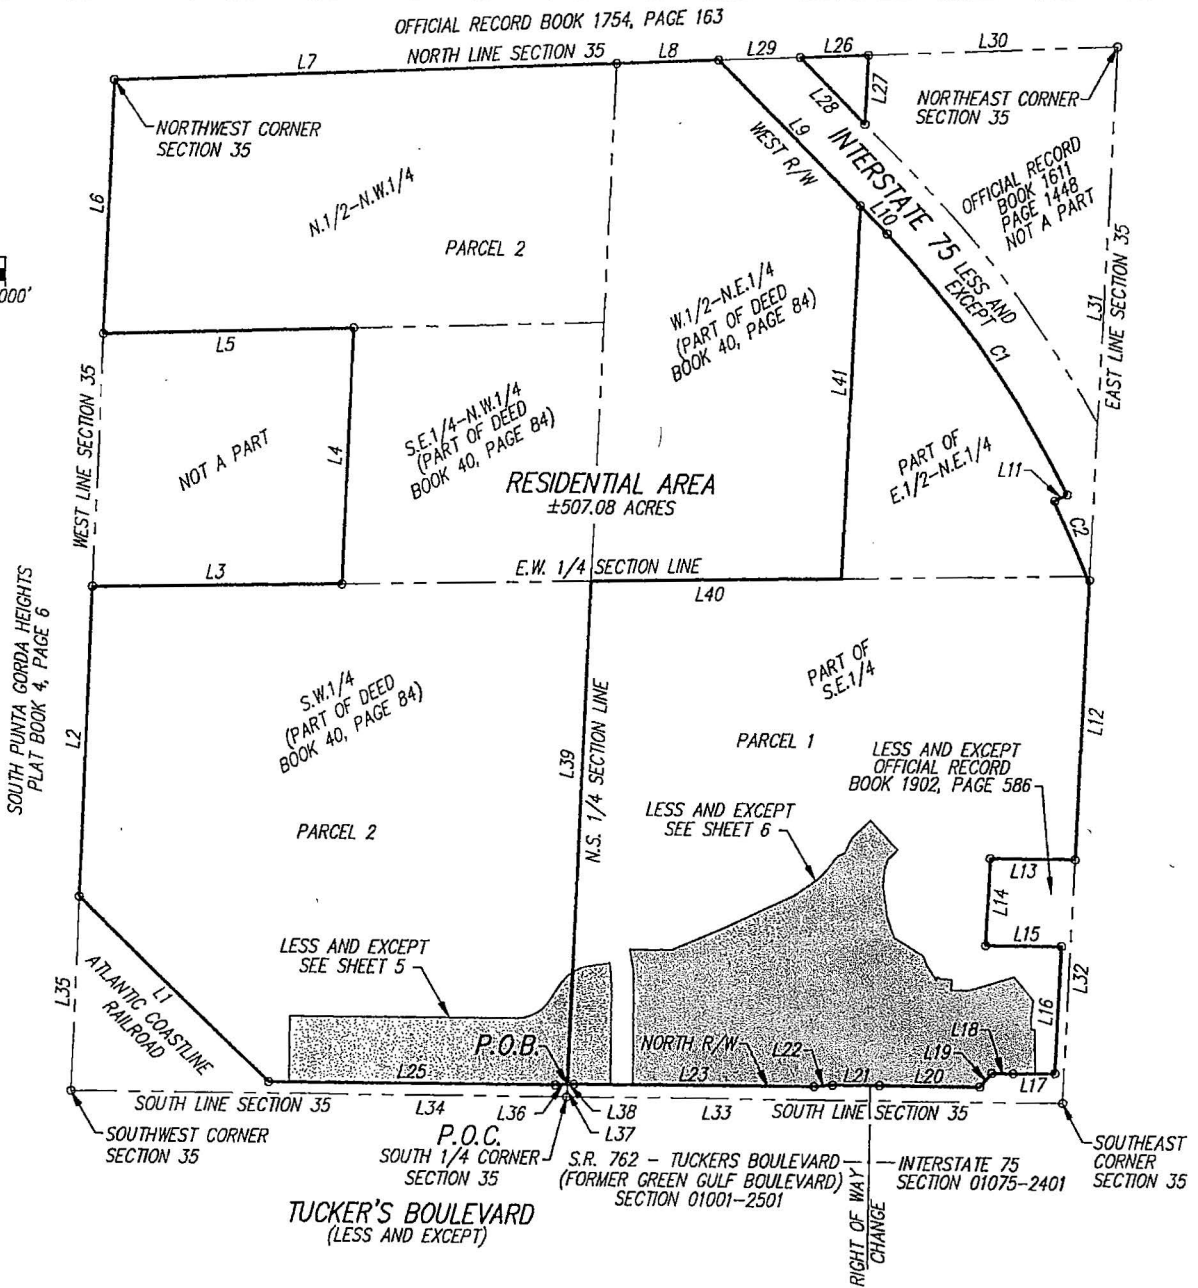 OFFICIAL RECORD BOOK 1754, PAGE 163
L7
NORTH LINE SECTION 35
L8
L29
L26
L30
NORTHWEST CORNER
SECTION 35
L28
L27
NORTHEAST CORNER
SECTION 35
L9
WEST R/W
INTERSTATE 75
LESS AND
EXCEPT
OFFICIAL RECORD
BOOK 1611
PAGE 1448
NOT A PART
L6
N.1/2-N.W.1/4
PARCEL 2
L10
000'
W.1/2-N.E.1/4
(PART OF DEED
BOOK 40, PAGE 84)
L31
EAST LINE SECTION 35
C1
L5
L41
WEST LINE SECTION 35
L4
NOT A PART
S.E.1/4-N.W.1/4
(PART OF DEED
BOOK 40, PAGE 84)
PART OF
E.1/2-N.E.1/4
L11
RESIDENTIAL AREA
±507.08 ACRES
C2
L3
E.W. 1/4 SECTION LINE
L40
SOUTH PUNTA GORDA HEIGHTS
PLAT BOOK 4, PAGE 6
S.W.1/4
(PART OF DEED
BOOK 40, PAGE 84)
PART OF
S.E.1/4
L2
L39
N.S. 1/4 SECTION LINE
L12
PARCEL 1
LESS AND EXCEPT
OFFICIAL RECORD
BOOK 1902, PAGE 586
LESS AND EXCEPT
SEE SHEET 6
PARCEL 2
L13
L14
L15
LESS AND EXCEPT
SEE SHEET 5
L35
L1
ATLANTIC COASTLINE
RAILROAD
L32
L16
P.O.B.
NORTH R/W
L22
L18
L19
L25
L23
L21
L20
L17
SOUTH LINE SECTION 35
L34
L36
L38
L33
SOUTH LINE SECTION 35
L37
SOUTHWEST CORNER
SECTION 35
P.O.C.
SOUTH 1/4 CORNER
SECTION 35
S.R. 762 - TUCKERS BOULEVARD
(FORMER GREEN GULF BOULEVARD)
SECTION 01001-2501
INTERSTATE 75
SECTION 01075-2401
SOUTHEAST
CORNER
SECTION 35
TUCKER'S BOULEVARD
(LESS AND EXCEPT)
RIGHT OF WAY
CHANGE